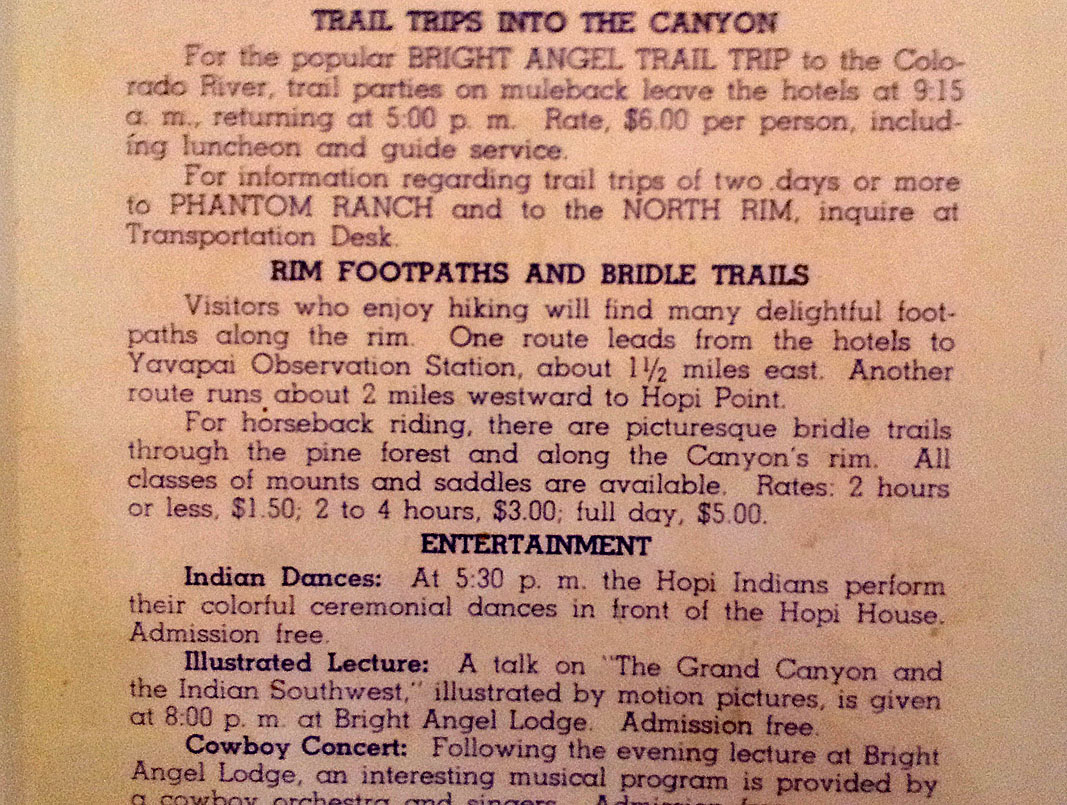 TRAIL TRIPS INTO THE CANYON
For the popular BRIGHT ANGEL TRAIL TRIP to the Colo-
rado River, trail parties on muleback leave the hotels at 9:15
a. m., returning at 5:00 p. m. Rate, $6.00 per person, includ-
ing luncheon and guide service.
For information regarding trail trips of two days or more
to PHANTOM RANCH and to the NORTH RIM, inquire at
Transportation Desk.
RIM FOOTPATHS AND BRIDLE TRAILS
Visitors who enjoy hiking will find many delightful foot-
paths along the rim. One route leads from the hotels to
Yavapai Observation Station, about 1½ miles east. Another
route runs about 2 miles westward to Hopi Point.
For horseback riding, there are picturesque bridle trails
through the pine forest and along the Canyon's rim. All
classes of mounts and saddles are available. Rates: 2 hours
or less, $1.50; 2 to 4 hours, $3.00; full day, $5.00.
ENTERTAINMENT
Indian Dances: At 5:30 p. m. the Hopi Indians perform
their colorful ceremonial dances in front of the Hopi House.
Admission free.
Illustrated Lecture: A talk on "The Grand Canyon and
the Indian Southwest," illustrated by motion pictures, is given
at 8:00 p. m. at Bright Angel Lodge. Admission free.
Cowboy Concert: Following the evening lecture at Bright
Angel Lodge, an interesting musical program is provided by
a cowboy orchestra and singers. Admission free